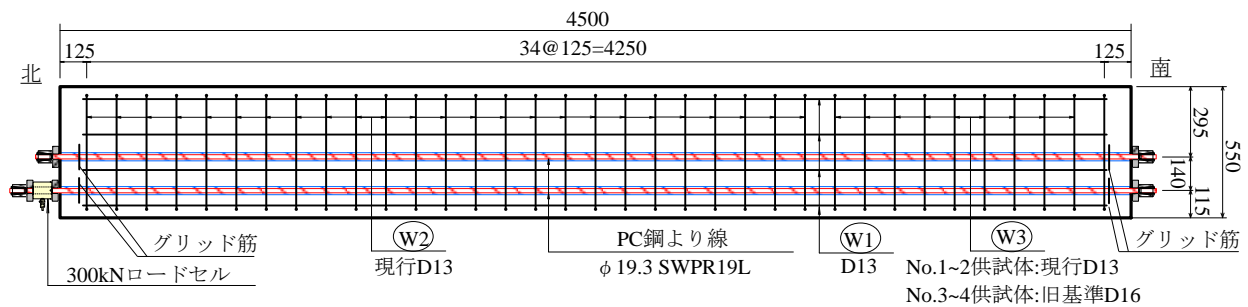 4500
125
34@125=4250
125
北
南
295
140
115
550
グリッド筋
300kNロードセル
W2
現行D13
PC鋼より線
φ19.3 SWPR19L
W1
D13
W3
No.1~2供試体:現行D13
No.3~4供試体:旧基準D16
グリッド筋